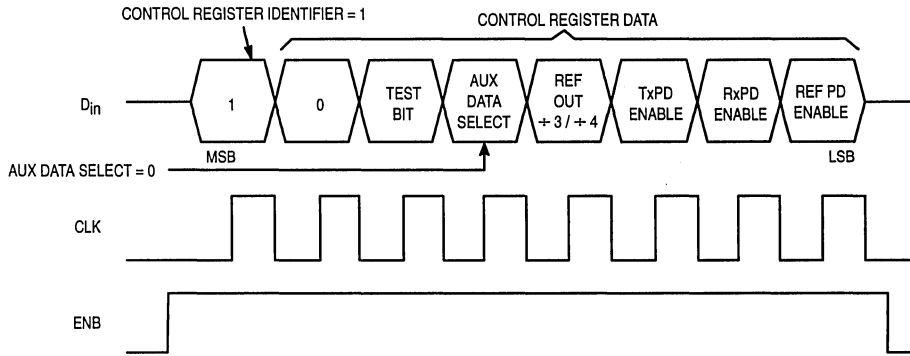 CONTROL REGISTER IDENTIFIER = 1
CONTROL REGISTER DATA
Din
1
0
TEST
BIT
AUX
DATA
SELECT
REF
OUT
÷ 3 / ÷ 4
TxPD
ENABLE
RxPD
ENABLE
REF PD
ENABLE
MSB
LSB
AUX DATA SELECT = 0
CLK
ENB